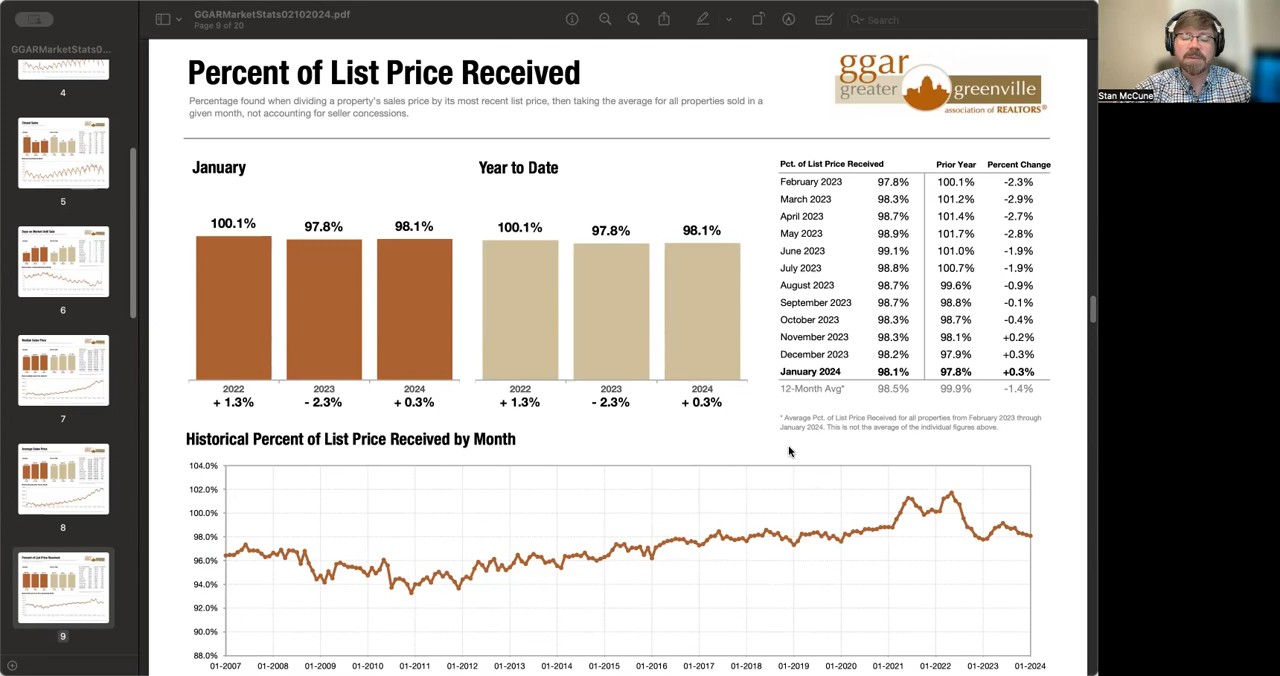 GGARMarketStats02102024.pdf
Page 9 of 20
Search
GGARMarketStats0...
4
5
6
7
8
9
Percent of List Price Received
Percentage found when dividing a property's sales price by its most recent list price, then taking the average for all properties sold in a
given month, not accounting for seller concessions.
ggar
greater greenville
association of REALTORS®
January
100.1% 97.8% 98.1%
2022 2023 2024
+ 1.3% - 2.3% + 0.3%
Year to Date
100.1% 97.8% 98.1%
2022 2023 2024
+ 1.3% - 2.3% + 0.3%
Pct. of List Price Received Prior Year Percent Change
February 2023 97.8% 100.1% -2.3%
March 2023 98.3% 101.2% -2.9%
April 2023 98.7% 101.4% -2.7%
May 2023 98.9% 101.7% -2.8%
June 2023 99.1% 101.0% -1.9%
July 2023 98.8% 100.7% -1.9%
August 2023 98.7% 99.6% -0.9%
September 2023 98.7% 98.8% -0.1%
October 2023 98.3% 98.7% -0.4%
November 2023 98.3% 98.1% +0.2%
December 2023 98.2% 97.9% +0.3%
January 2024 98.1% 97.8% +0.3%
12-Month Avg* 98.5% 99.9% -1.4%
* Average Pct. of List Price Received for all properties from February 2023 through
January 2024. This is not the average of the individual figures above.
Historical Percent of List Price Received by Month
104.0%
102.0%
100.0%
98.0%
96.0%
94.0%
92.0%
90.0%
88.0%
01-2007 01-2008 01-2009 01-2010 01-2011 01-2012 01-2013 01-2014 01-2015 01-2016 01-2017 01-2018 01-2019 01-2020 01-2021 01-2022 01-2023 01-2024
Stan McCune